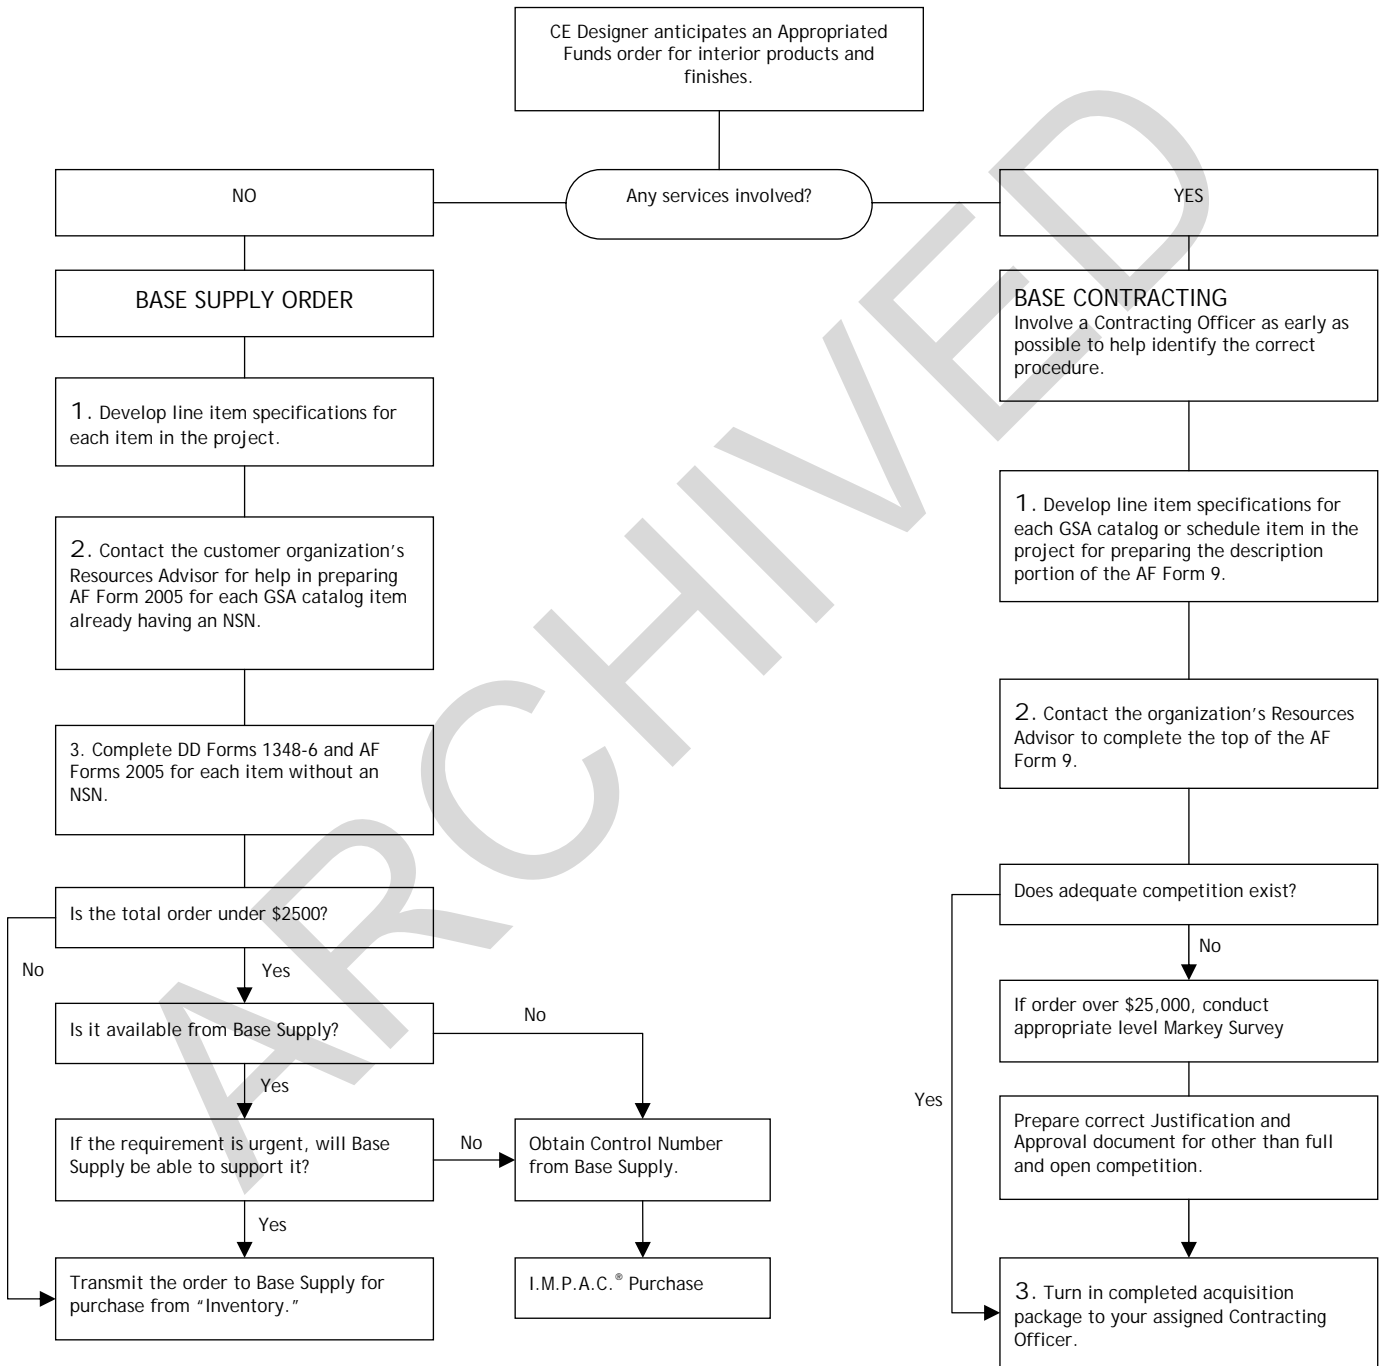 CE Designer anticipates an Appropriated
Funds order for interior products and
finishes.
NO
Any services involved?
YES
BASE SUPPLY ORDER
BASE CONTRACTING
Involve a Contracting Officer as early as
possible to help identify the correct
procedure.
1. Develop line item specifications for
each item in the project.
1. Develop line item specifications for
each GSA catalog or schedule item in the
project for preparing the description
portion of the AF Form 9.
2. Contact the customer organization's
Resources Advisor for help in preparing
AF Form 2005 for each GSA catalog item
already having an NSN.
2. Contact the organization's Resources
Advisor to complete the top of the AF
Form 9.
3. Complete DD Forms 1348-6 and AF
Forms 2005 for each item without an
NSN.
Is the total order under $2500?
Does adequate competition exist?
No
Yes
No
Is it available from Base Supply?
No
If order over $25,000, conduct
appropriate level Markey Survey
Yes
Yes
If the requirement is urgent, will Base
Supply be able to support it?
No
Obtain Control Number
from Base Supply.
Prepare correct Justification and
Approval document for other than full
and open competition.
Yes
Transmit the order to Base Supply for
purchase from "Inventory."
I.M.P.A.C.® Purchase
3. Turn in completed acquisition
package to your assigned Contracting
Officer.
ARCHIVED